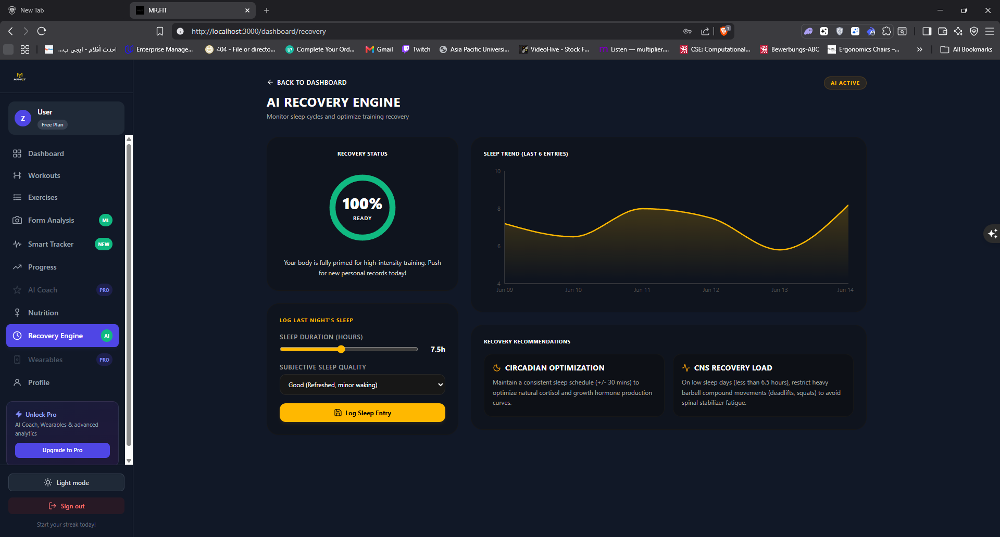 New Tab
MR.FIT
http://localhost:3000/dashboard/recovery
1
احدث أفلام - ايجي ب...
Enterprise Manage...
404 - File or directo...
Complete Your Ord...
Gmail
Twitch
Asia Pacific Universi...
VideoHive - Stock F...
Listen — multiplier....
CSE: Computational...
Bewerbungs-ABC
Ergonomics Chairs –...
All Bookmarks
MR-FIT
Z
User
Free Plan
Dashboard
Workouts
Exercises
Form Analysis ML
Smart Tracker NEW
Progress
AI Coach PRO
Nutrition
Recovery Engine AI
Wearables PRO
Profile
Unlock Pro
AI Coach, Wearables & advanced
analytics
Upgrade to Pro
Light mode
Sign out
Start your streak today!
BACK TO DASHBOARD
AI ACTIVE
AI RECOVERY ENGINE
Monitor sleep cycles and optimize training recovery
RECOVERY STATUS
100%
READY
Your body is fully primed for high-intensity training. Push
for new personal records today!
LOG LAST NIGHT'S SLEEP
SLEEP DURATION (HOURS)
7.5h
SUBJECTIVE SLEEP QUALITY
Good (Refreshed, minor waking)
Log Sleep Entry
SLEEP TREND (LAST 6 ENTRIES)
10
8
6
4
Jun 09 Jun 10 Jun 11 Jun 12 Jun 13 Jun 14
RECOVERY RECOMMENDATIONS
CIRCADIAN OPTIMIZATION
Maintain a consistent sleep schedule (+/- 30 mins) to
optimize natural cortisol and growth hormone production
curves.
CNS RECOVERY LOAD
On low sleep days (less than 6.5 hours), restrict heavy
barbell compound movements (deadlifts, squats) to avoid
spinal stabilizer fatigue.